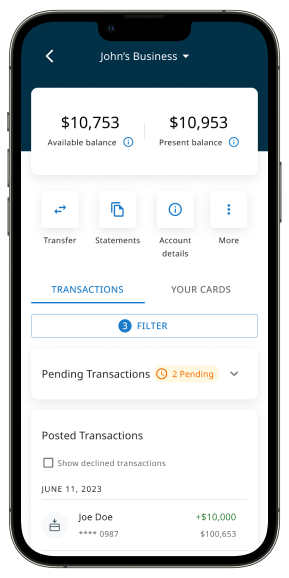 John's Business
$10,753 $10,953
Available balance Present balance
Transfer Statements Account details More
TRANSACTIONS YOUR CARDS
3 FILTER
Pending Transactions 2 Pending
Posted Transactions
Show declined transactions
JUNE 11, 2023
Joe Doe +$10,000
**** 0987 $100,653